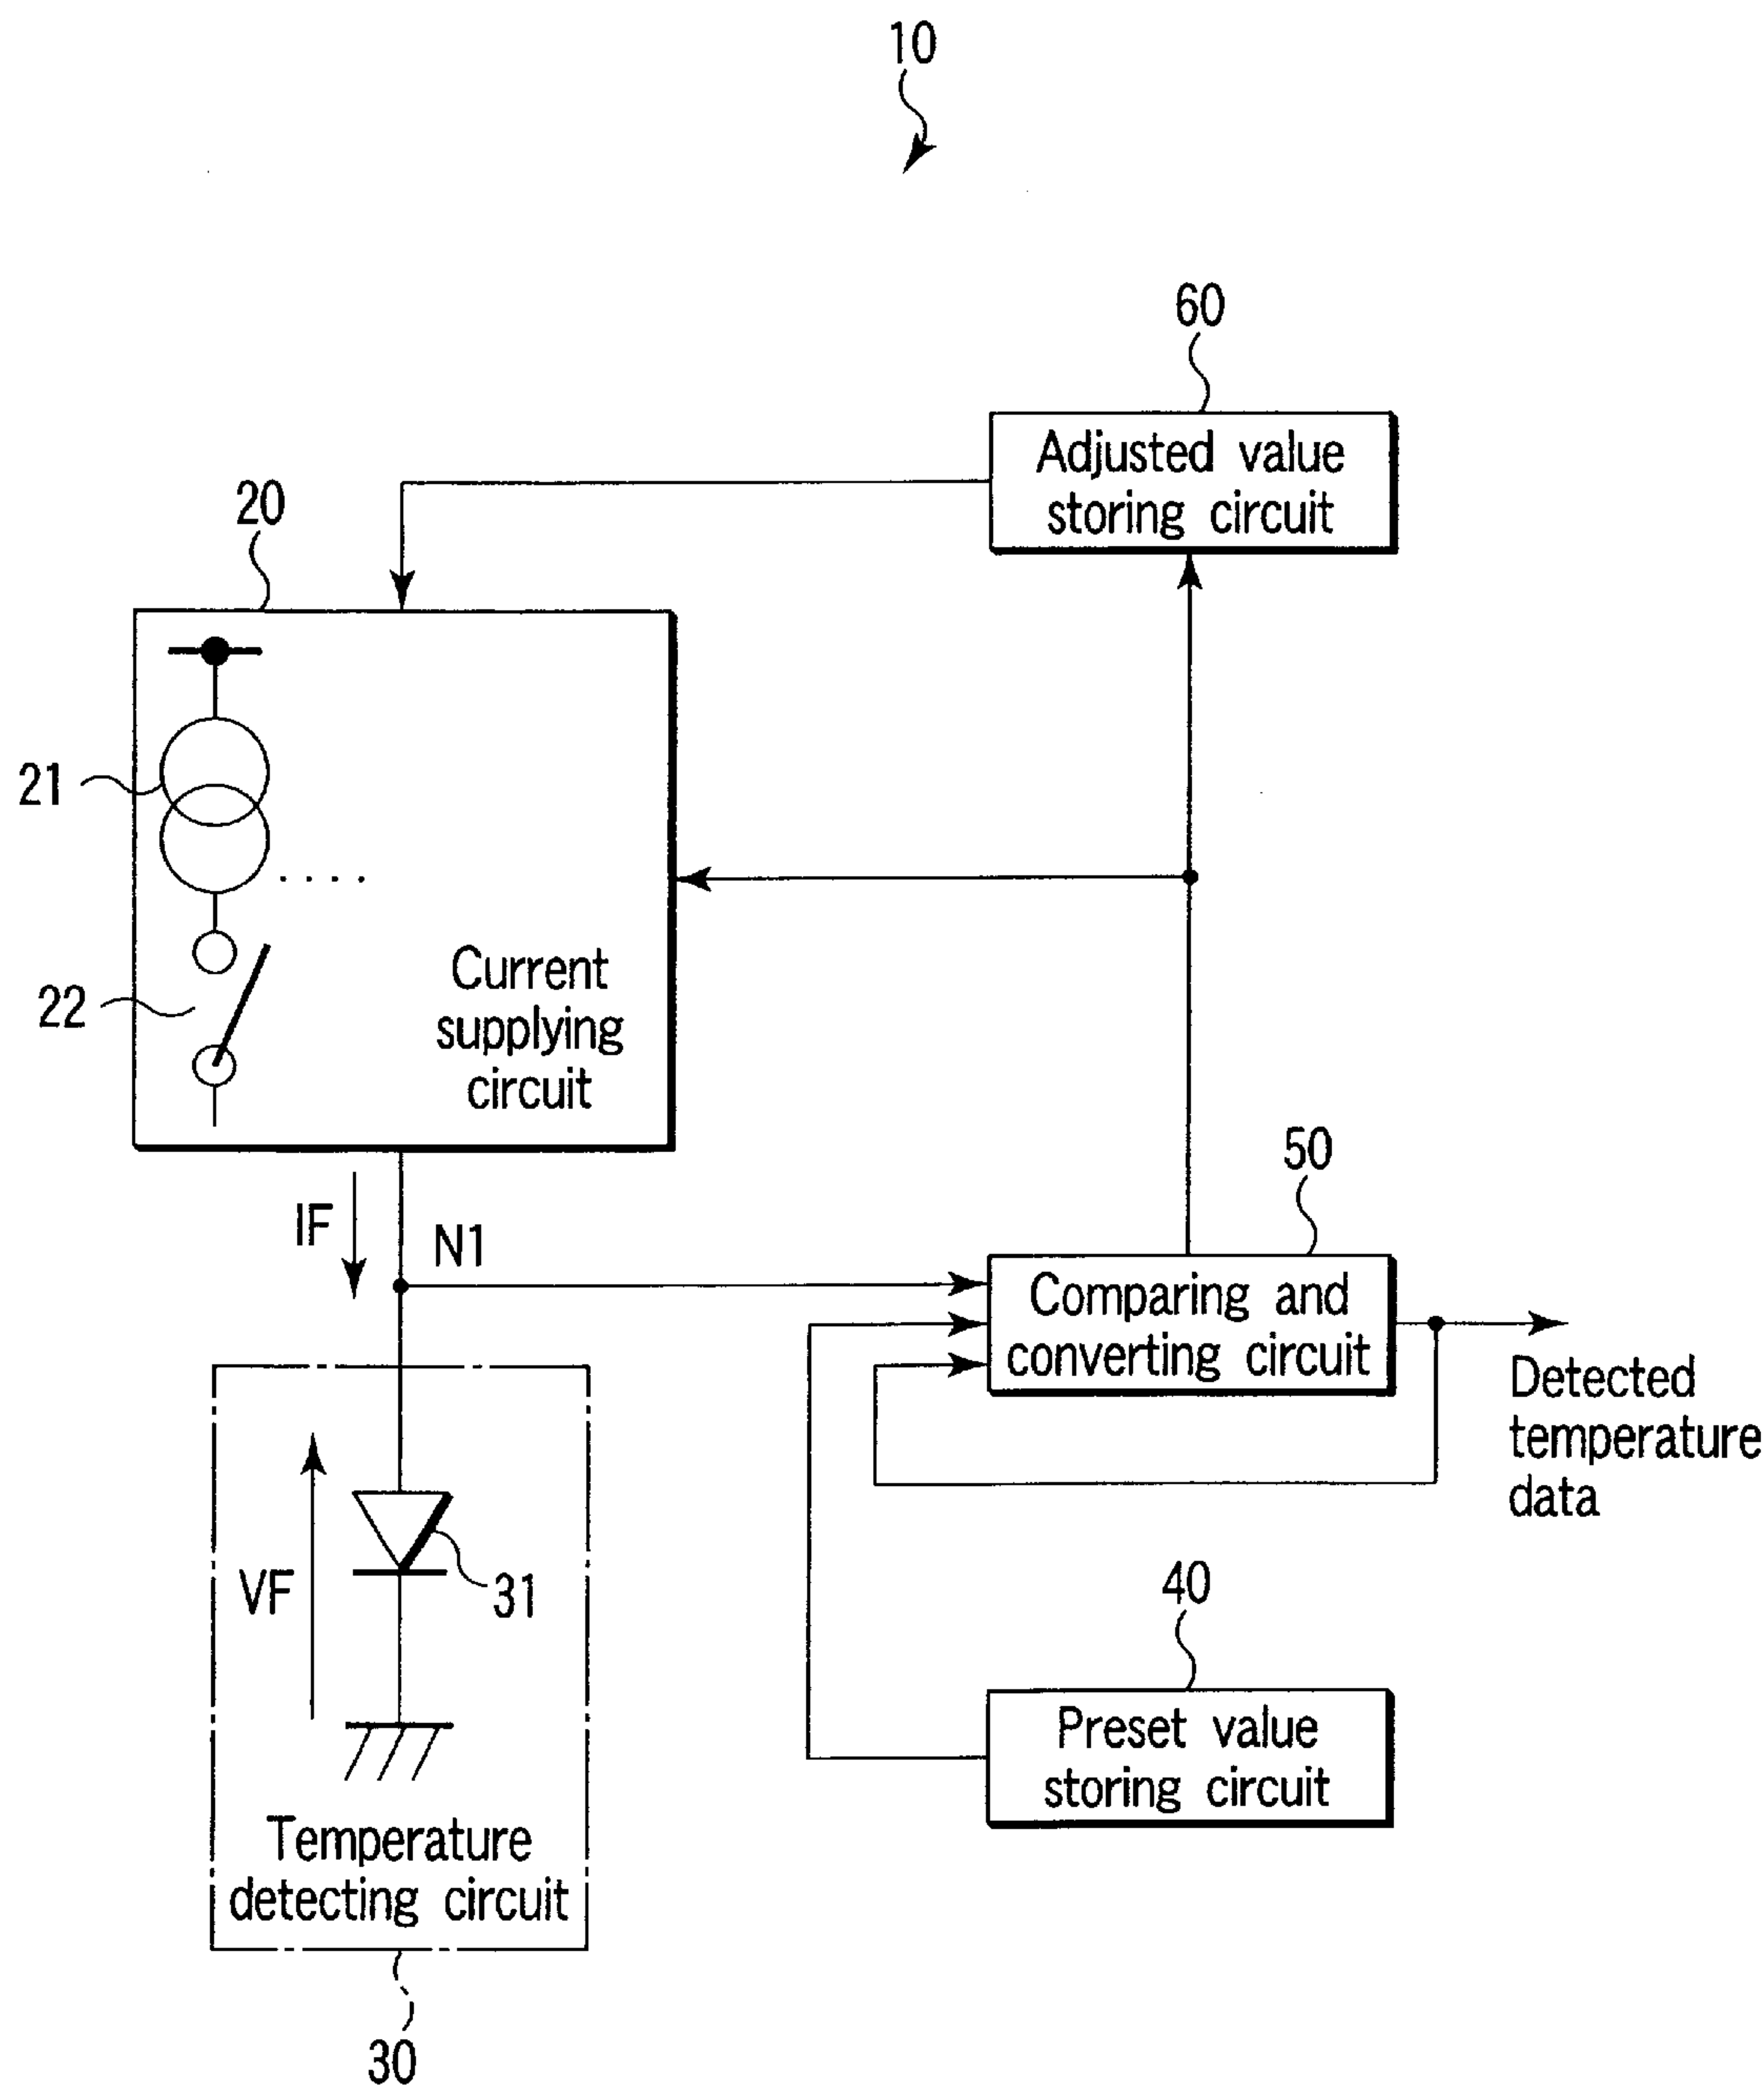 10
60
Adjusted value
storing circuit
20
21
22
Current
supplying
circuit
50
IF
N1
Comparing and
converting circuit
Detected
temperature
data
VF
31
40
Preset value
storing circuit
Temperature
detecting circuit
30